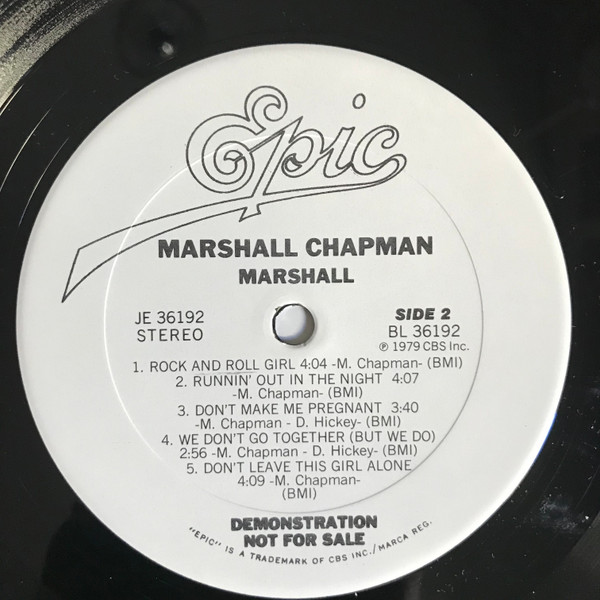 Epic
MARSHALL CHAPMAN
MARSHALL
JE 36192
STEREO
SIDE 2
BL 36192
℗ 1979 CBS Inc.
1. ROCK AND ROLL GIRL 4:04 -M. Chapman- (BMI)
2. RUNNIN' OUT IN THE NIGHT 4:07
-M. Chapman- (BMI)
3. DON'T MAKE ME PREGNANT 3:40
-M. Chapman - D. Hickey- (BMI)
4. WE DON'T GO TOGETHER (BUT WE DO)
2:56 -M. Chapman - D. Hickey- (BMI)
5. DON'T LEAVE THIS GIRL ALONE
4:09 -M. Chapman-
(BMI)
DEMONSTRATION
NOT FOR SALE
"EPIC" IS A TRADEMARK OF CBS INC./MARCA REG.